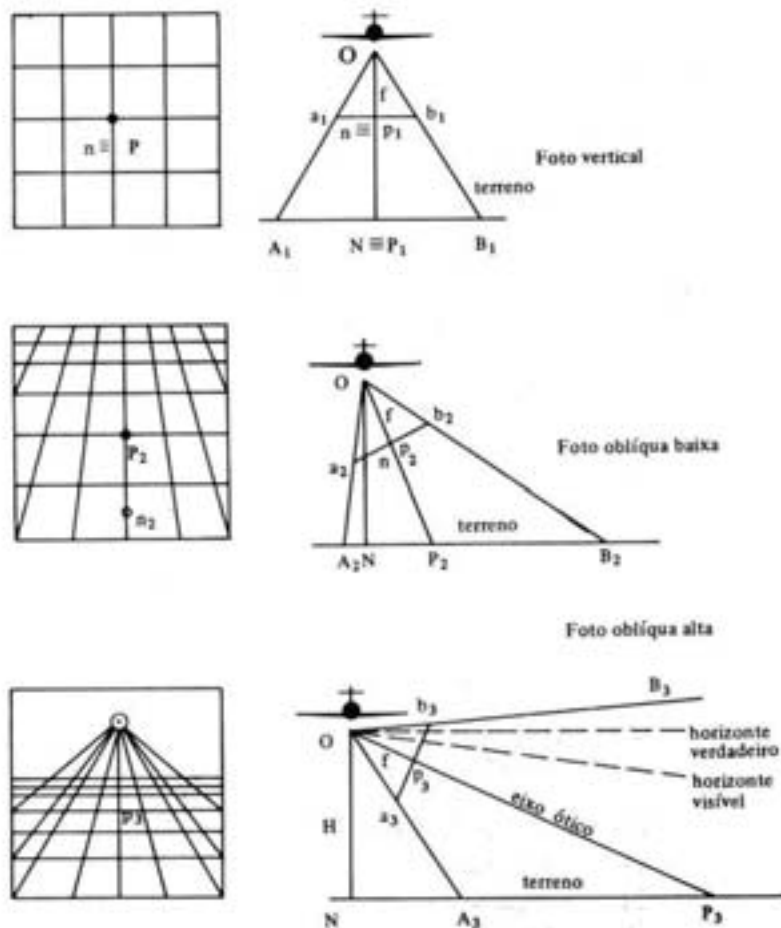 O
f
a1 b1
n ≅ P
n ≅ p1
Foto vertical
terreno
A1 N ≅ P1 B1
O
f b2
P2
a2 n p2
Foto oblíqua baixa
n2
terreno
A2 N P2 B2
Foto oblíqua alta
b3 B3
O
horizonte
verdadeiro
f p3
horizonte
visível
p3
a3
eixo ótico
H
terreno
N A3 P3